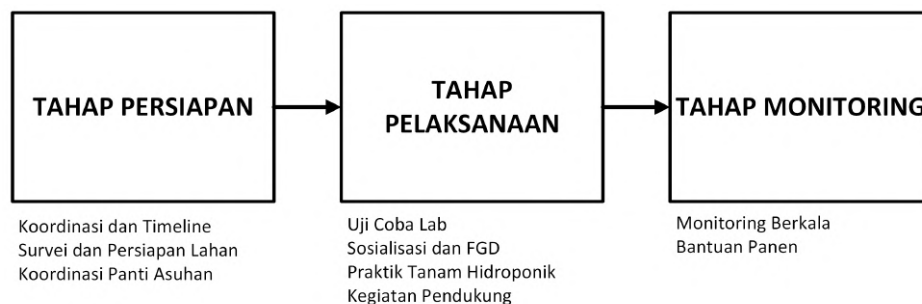 TAHAP PERSIAPAN
Koordinasi dan Timeline
Survei dan Persiapan Lahan
Koordinasi Panti Asuhan
TAHAP
PELAKSANAAN
Uji Coba Lab
Sosialisasi dan FGD
Praktik Tanam Hidroponik
Kegiatan Pendukung
TAHAP MONITORING
Monitoring Berkala
Bantuan Panen